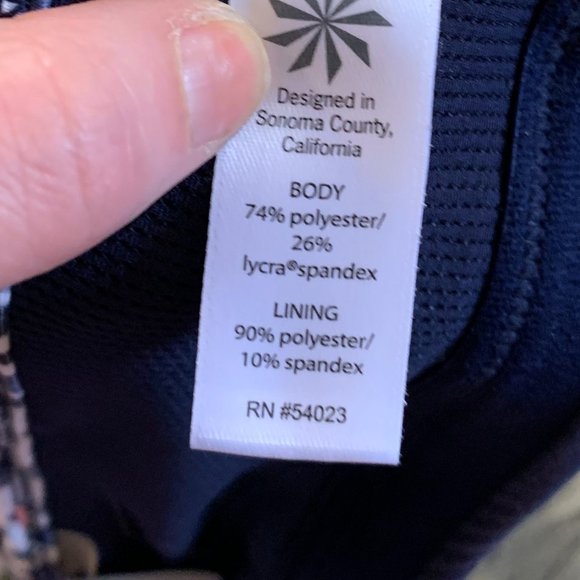 Designed in
Sonoma County,
California
BODY
74% polyester/
26%
lycra®spandex
LINING
90% polyester/
10% spandex
RN #54023